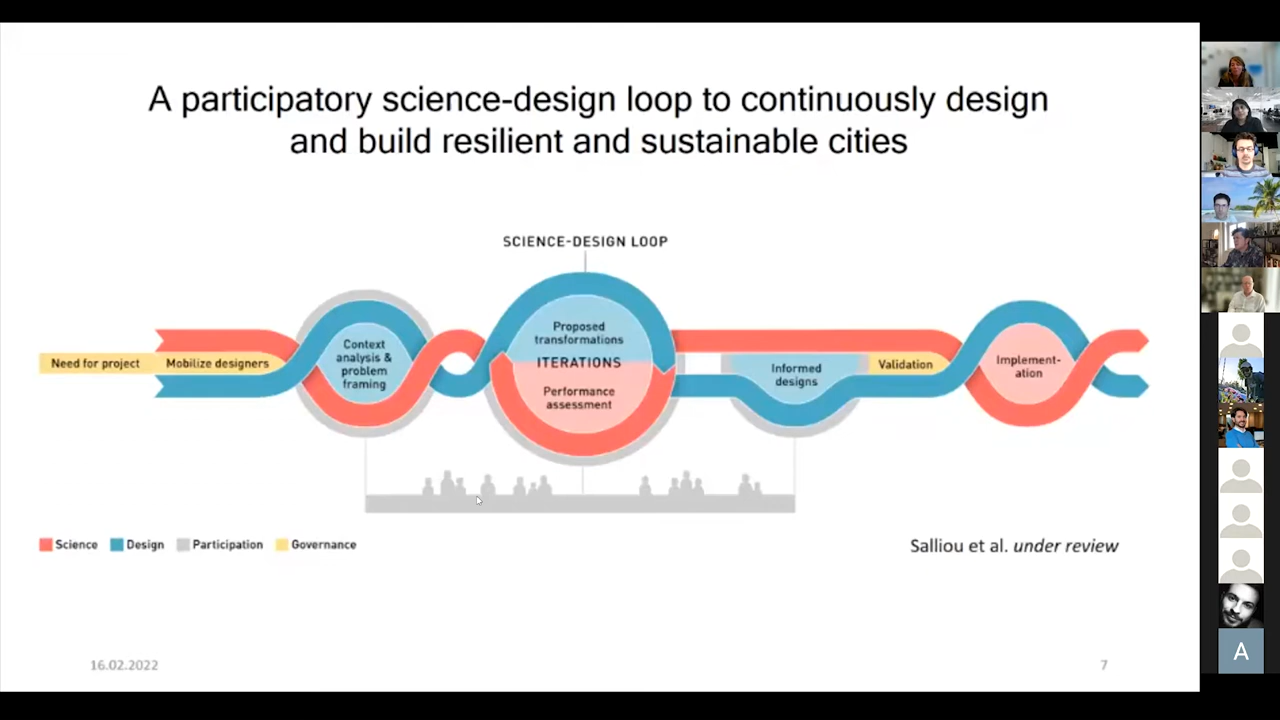 A participatory science-design loop to continuously design
and build resilient and sustainable cities
SCIENCE-DESIGN LOOP
Need for project
Mobilize designers
Context
analysis &
problem
framing
Proposed
transformations
ITERATIONS
Performance
assessment
Informed
designs
Validation
Implement-
ation
Science
Design
Participation
Governance
Salliou et al. under review
16.02.2022
7
A